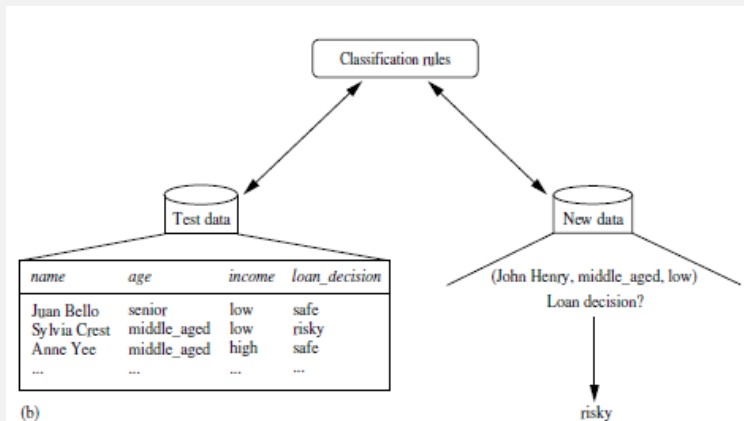 Classification rules
Test data
New data
name age income loan_decision
Juan Bello senior low safe
Sylvia Crest middle_aged low risky
Anne Yee middle_aged high safe
... ... ... ...
(John Henry, middle_aged, low)
Loan decision?
risky
(b)